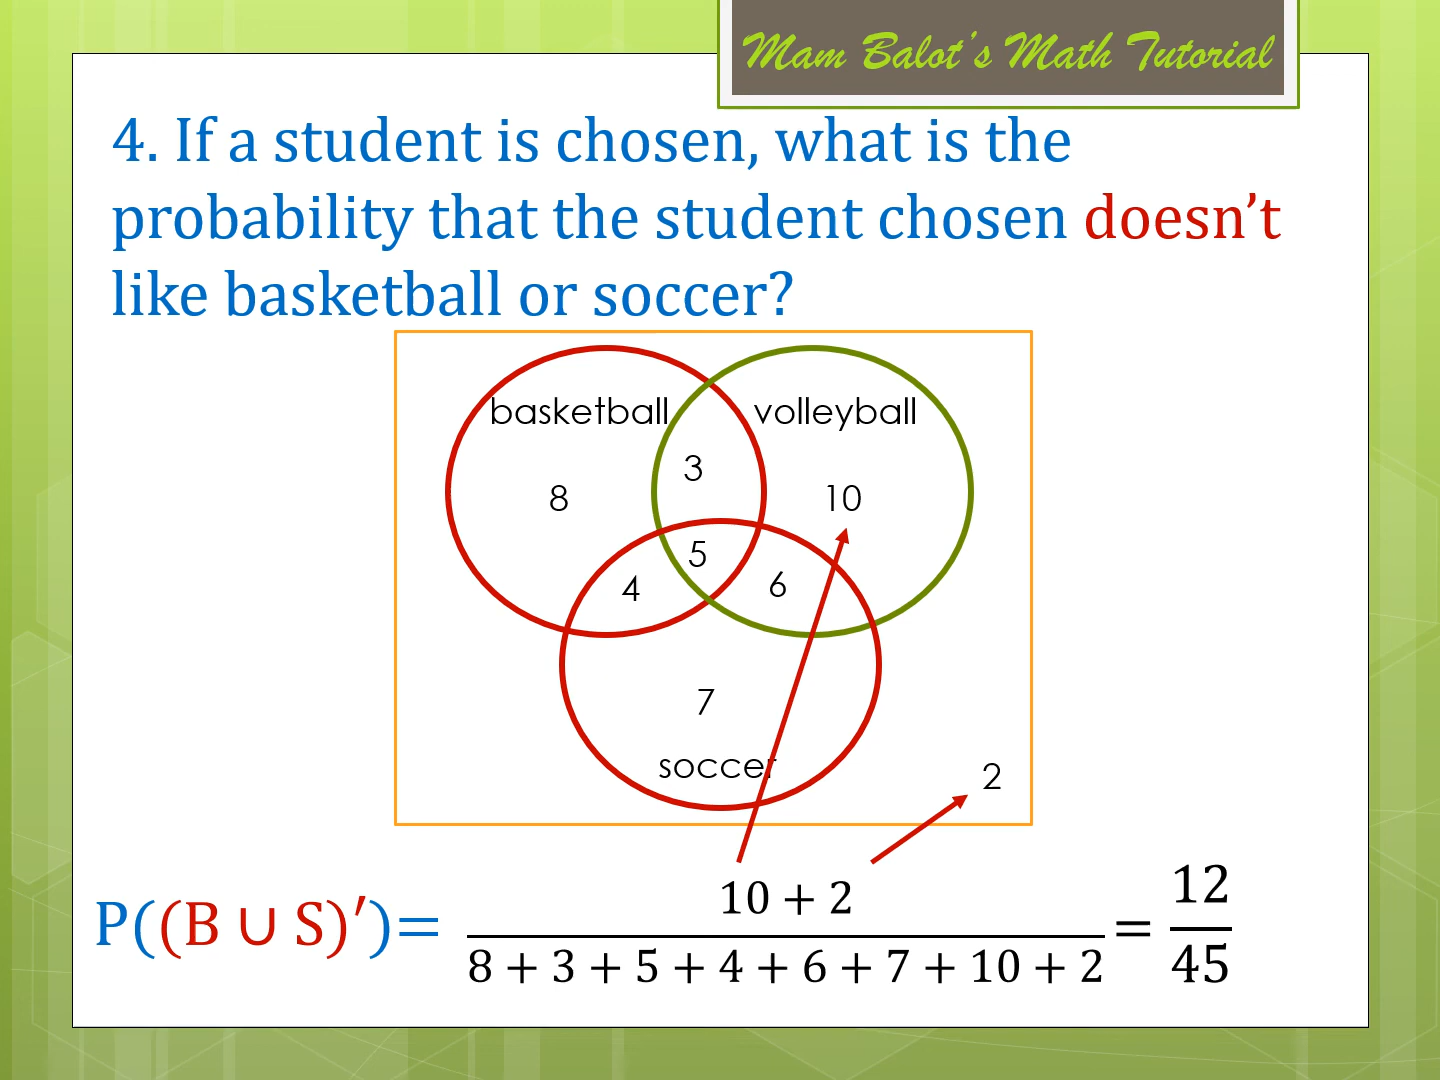 Mam Balot's Math Tutorial
4. If a student is chosen, what is the
probability that the student chosen doesn't
like basketball or soccer?
basketball
volleyball
3
8
10
5
4
6
7
soccer
2
P((B ∪ S)′)= (10 + 2)/(8 + 3 + 5 + 4 + 6 + 7 + 10 + 2) = 12/45